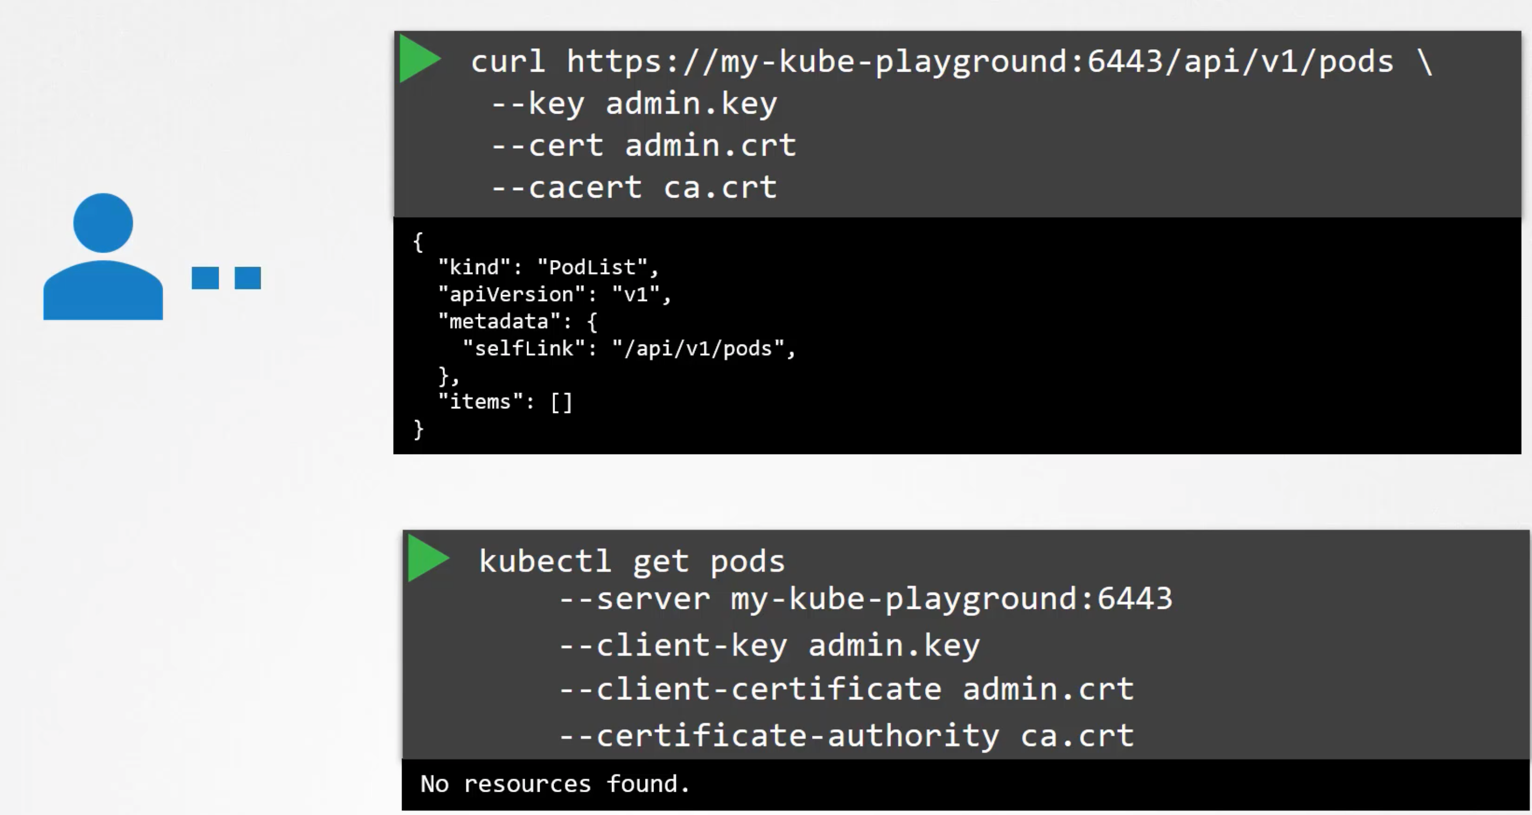 curl https://my-kube-playground:6443/api/v1/pods \
--key admin.key
--cert admin.crt
--cacert ca.crt
{
"kind": "PodList",
"apiVersion": "v1",
"metadata": {
"selfLink": "/api/v1/pods",
},
"items": []
}
kubectl get pods
--server my-kube-playground:6443
--client-key admin.key
--client-certificate admin.crt
--certificate-authority ca.crt
No resources found.